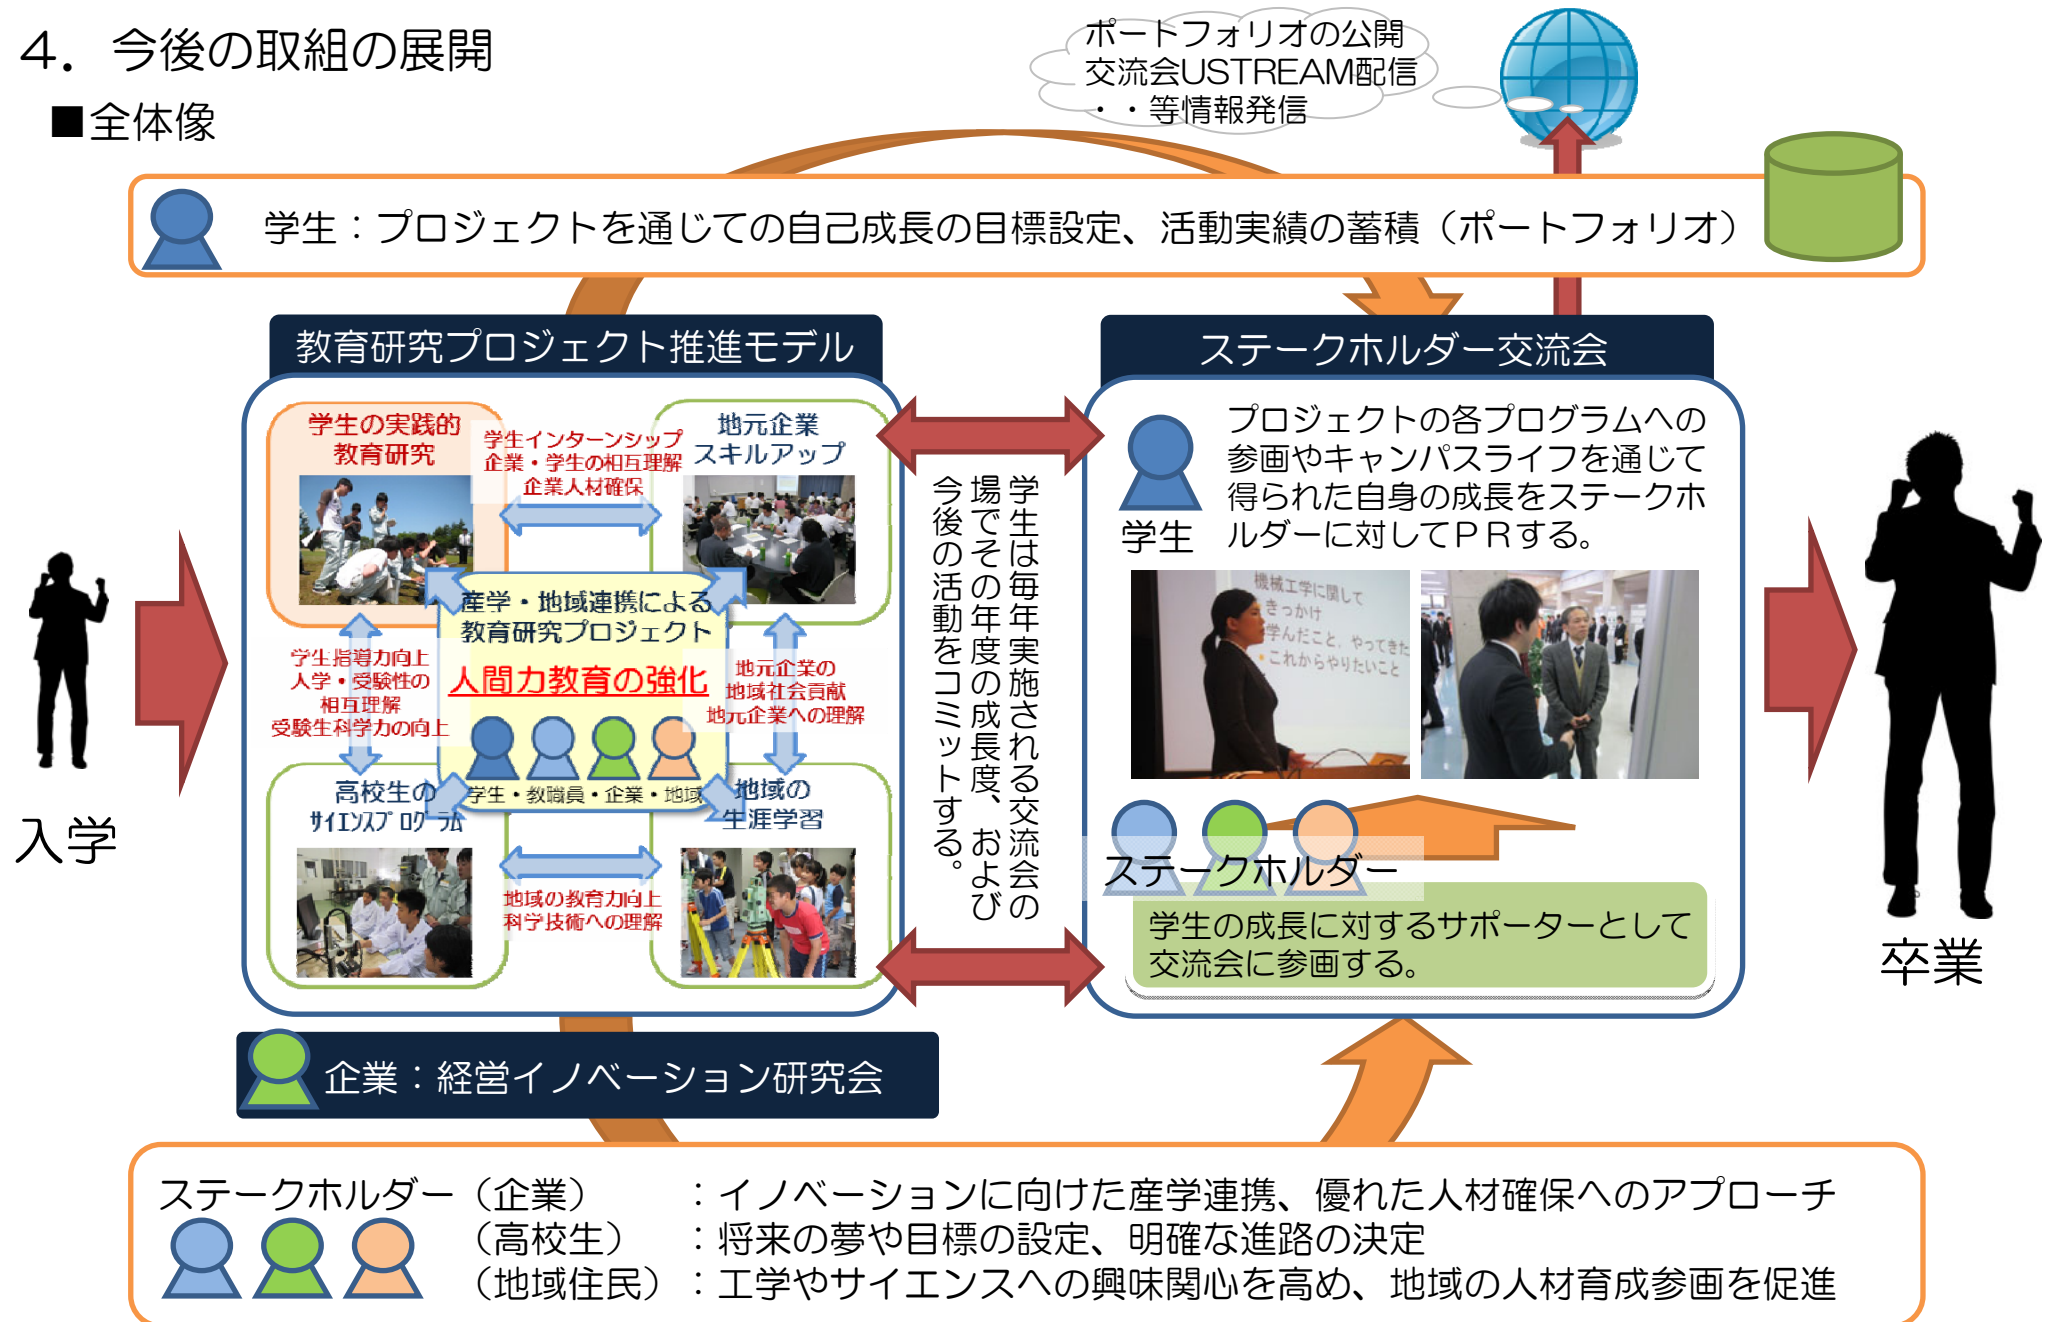 ４．今後の取組の展開
■全体像
ポートフォリオの公開
交流会USTREAM配信
・・等情報発信
学生：プロジェクトを通じての自己成長の目標設定、活動実績の蓄積（ポートフォリオ）
教育研究プロジェクト推進モデル
学生の実践的
教育研究
学生インターンシップ
企業・学生の相互理解
企業人材確保
地元企業
スキルアップ
産学・地域連携による
教育研究プロジェクト
人間力教育の強化
学生・教職員・企業・地域
学生指導力向上
入学・受験性の
相互理解
受験生科学力の向上
地元企業の
地域社会貢献
地元企業への理解
高校生の
ｻｲｴﾝｽﾌﾟﾛｸﾞﾗﾑ
地域の教育力向上
科学技術への理解
地域の
生涯学習
学生は毎年実施される交流会の
場でその年度の成長度、および
今後の活動をコミットする。
ステークホルダー交流会
学生
プロジェクトの各プログラムへの
参画やキャンパスライフを通じて
得られた自身の成長をステークホ
ルダーに対してＰＲする。
機械工学に関して
きっかけ
学んだこと、やってきた
・これからやりたいこと
ステークホルダー
学生の成長に対するサポーターとして
交流会に参画する。
入学
卒業
企業：経営イノベーション研究会
ステークホルダー（企業）　：イノベーションに向けた産学連携、優れた人材確保へのアプローチ
（高校生）　：将来の夢や目標の設定、明確な進路の決定
（地域住民）：工学やサイエンスへの興味関心を高め、地域の人材育成参画を促進